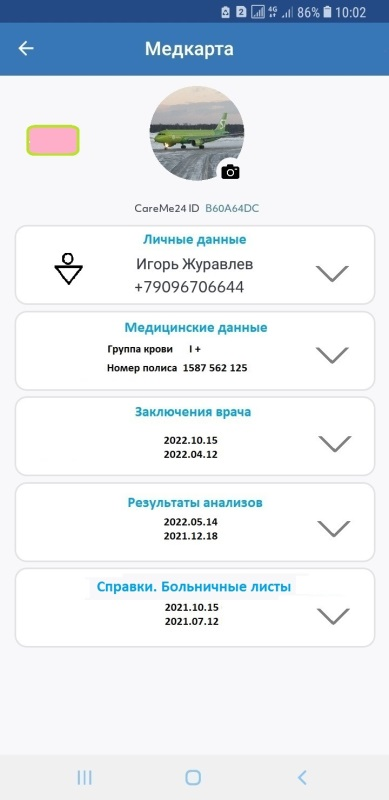 4G 86% 10:02
Медкарта
CareMe24 ID B60A64DC
Личные данные
Игорь Журавлев
+79096706644
Медицинские данные
Группа крови I +
Номер полиса 1587 562 125
Заключения врача
2022.10.15
2022.04.12
Результаты анализов
2022.05.14
2021.12.18
Справки. Больничные листы
2021.10.15
2021.07.12